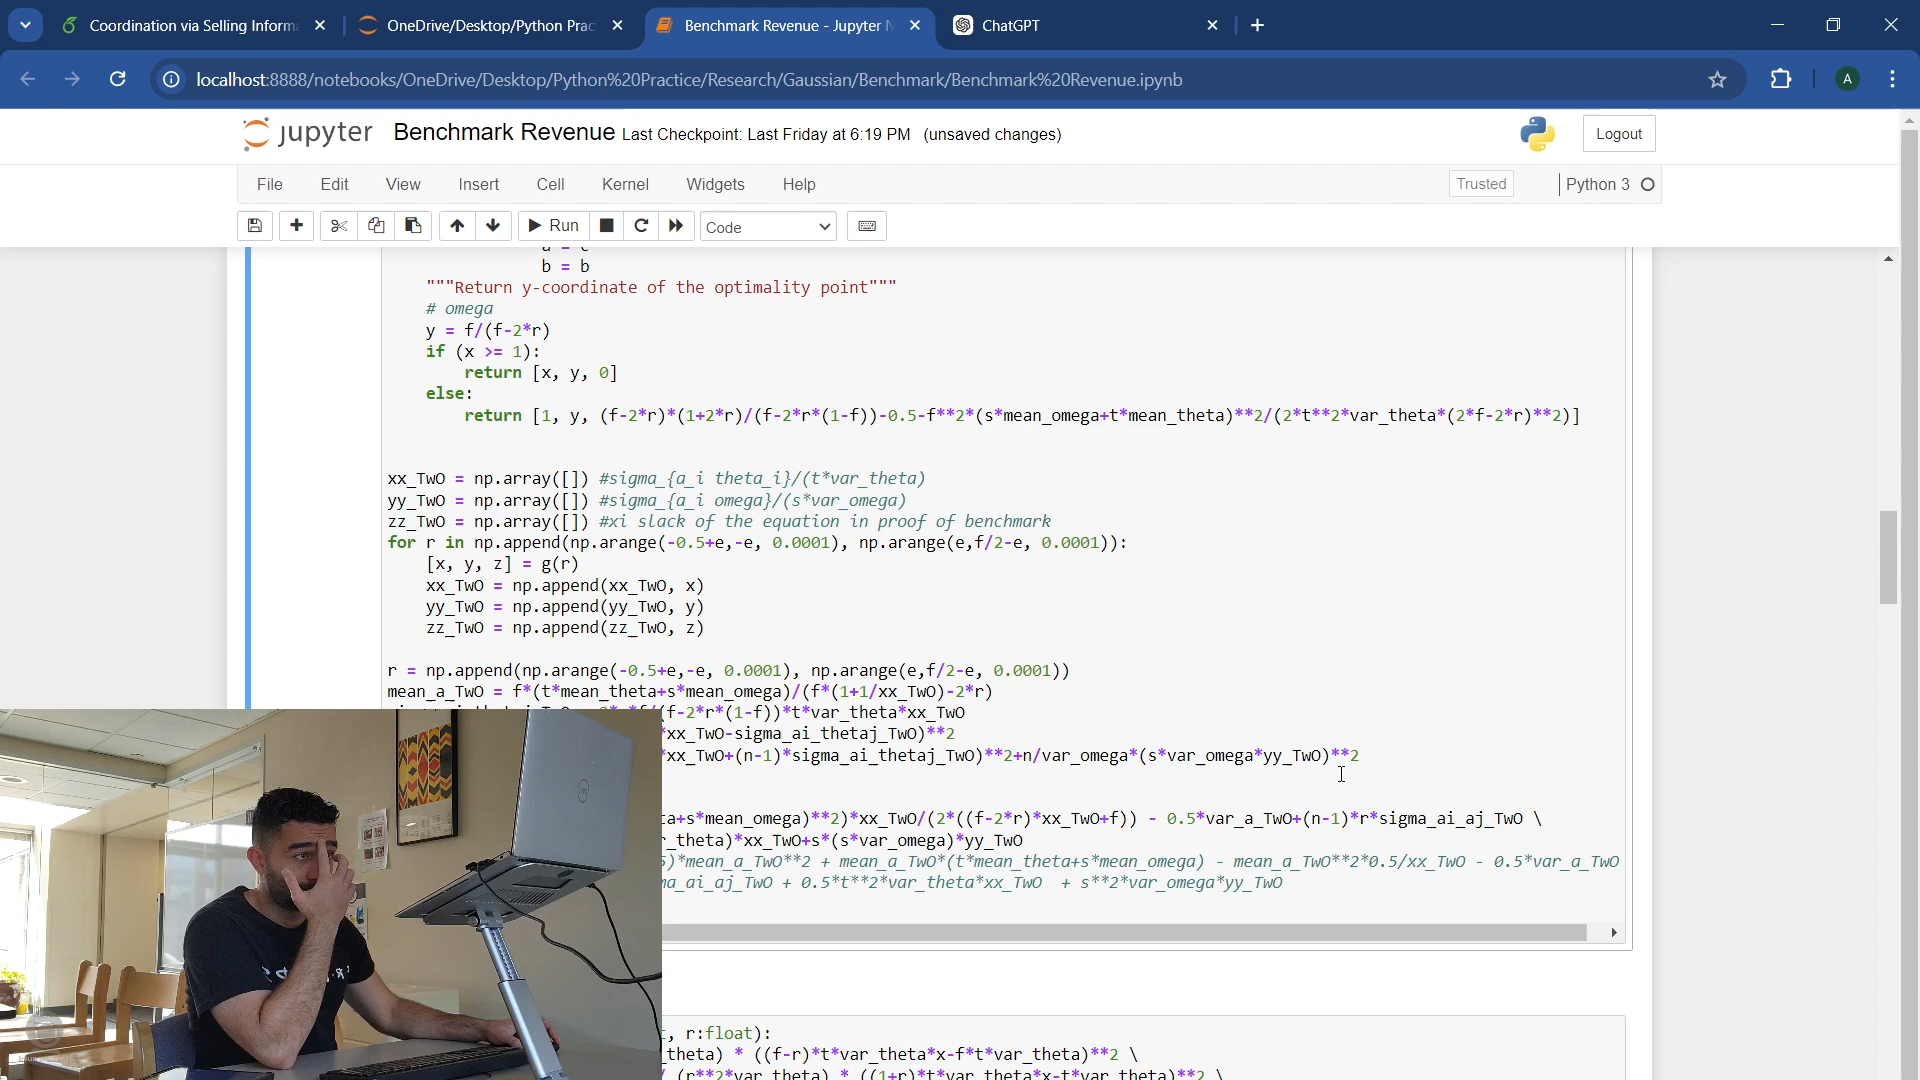 Coordination via Selling Inform
OneDrive/Desktop/Python Prac
Benchmark Revenue - Jupyter N
ChatGPT
localhost:8888/notebooks/OneDrive/Desktop/Python%20Practice/Research/Gaussian/Benchmark/Benchmark%20Revenue.ipynb
A
jupyter Benchmark Revenue Last Checkpoint: Last Friday at 6:19 PM (unsaved changes)
Logout
File Edit View Insert Cell Kernel Widgets Help
Trusted
Python 3
Run
Code
b = b
"""Return y-coordinate of the optimality point"""
# omega
y = f/(f-2*r)
if (x >= 1):
return [x, y, 0]
else:
return [1, y, (f-2*r)*(1+2*r)/(f-2*r*(1-f))-0.5-f**2*(s*mean_omega+t*mean_theta)**2/(2*t**2*var_theta*(2*f-2*r)**2)]
xx_TwO = np.array([]) #sigma_{a_i theta_i}/(t*var_theta)
yy_TwO = np.array([]) #sigma_{a_i omega}/(s*var_omega)
zz_TwO = np.array([]) #xi slack of the equation in proof of benchmark
for r in np.append(np.arange(-0.5+e,-e, 0.0001), np.arange(e,f/2-e, 0.0001)):
[x, y, z] = g(r)
xx_TwO = np.append(xx_TwO, x)
yy_TwO = np.append(yy_TwO, y)
zz_TwO = np.append(zz_TwO, z)
r = np.append(np.arange(-0.5+e,-e, 0.0001), np.arange(e,f/2-e, 0.0001))
mean_a_TwO = f*(t*mean_theta+s*mean_omega)/(f*(1+1/xx_TwO)-2*r)
(f-2*r*(1-f))*t*var_theta*xx_TwO
*xx_TwO-sigma_ai_thetaj_TwO)**2
*xx_TwO+(n-1)*sigma_ai_thetaj_TwO)**2+n/var_omega*(s*var_omega*yy_TwO)**2
ta+s*mean_omega)**2)*xx_TwO/(2*((f-2*r)*xx_TwO+f)) - 0.5*var_a_TwO+(n-1)*r*sigma_ai_aj_TwO \
r_theta)*xx_TwO+s*(s*var_omega)*yy_TwO
5)*mean_a_TwO**2 + mean_a_TwO*(t*mean_theta+s*mean_omega) - mean_a_TwO**2*0.5/xx_TwO - 0.5*var_a_TwO
ma_ai_aj_TwO + 0.5*t**2*var_theta*xx_TwO + s**2*var_omega*yy_TwO
, r:float):
theta) * ((f-r)*t*var_theta*x-f*t*var_theta)**2 \
/ (r**2*var_theta) * ((1+r)*t*var_theta*x-t*var_theta)**2 \